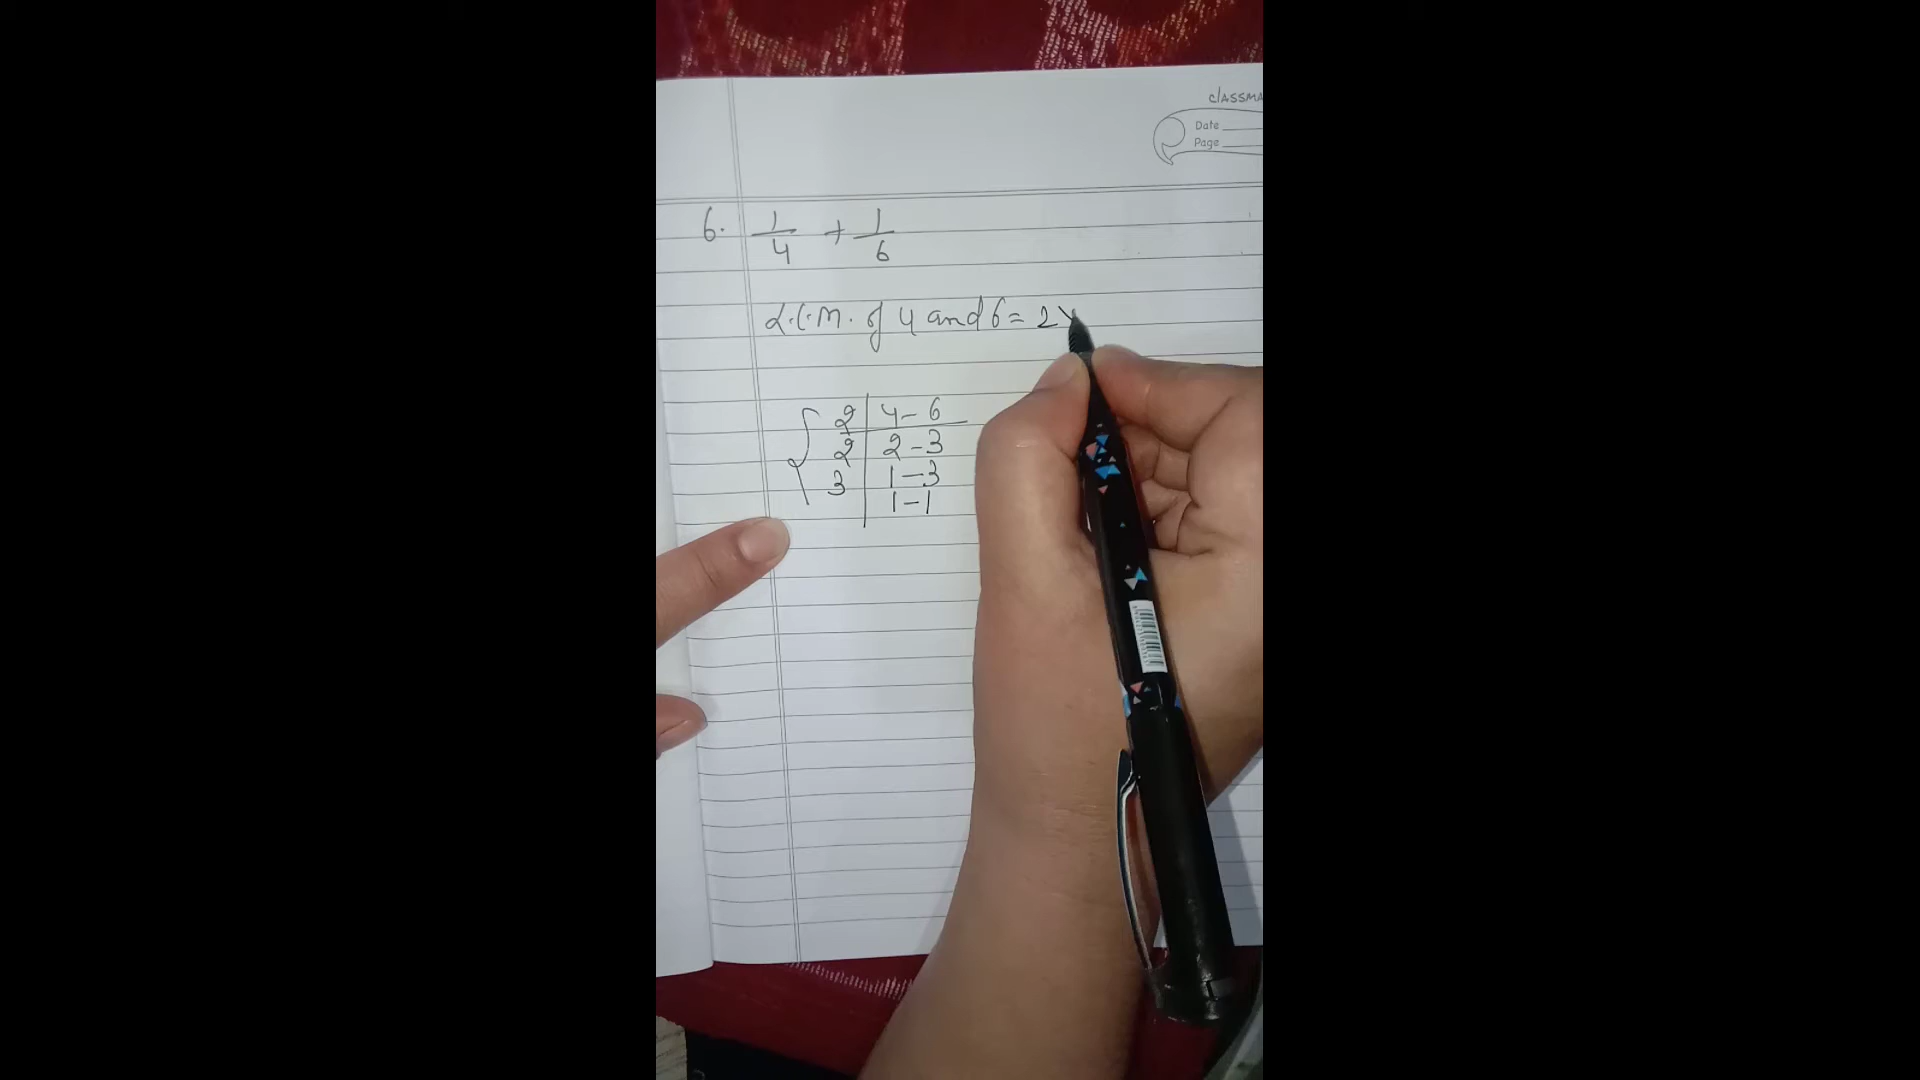 classma
Date
Page
6. 1/4 + 1/6
L.C.M. of 4 and 6 = 2×
2 | 4 - 6
2 | 2 - 3
3 | 1 - 3
| 1 - 1